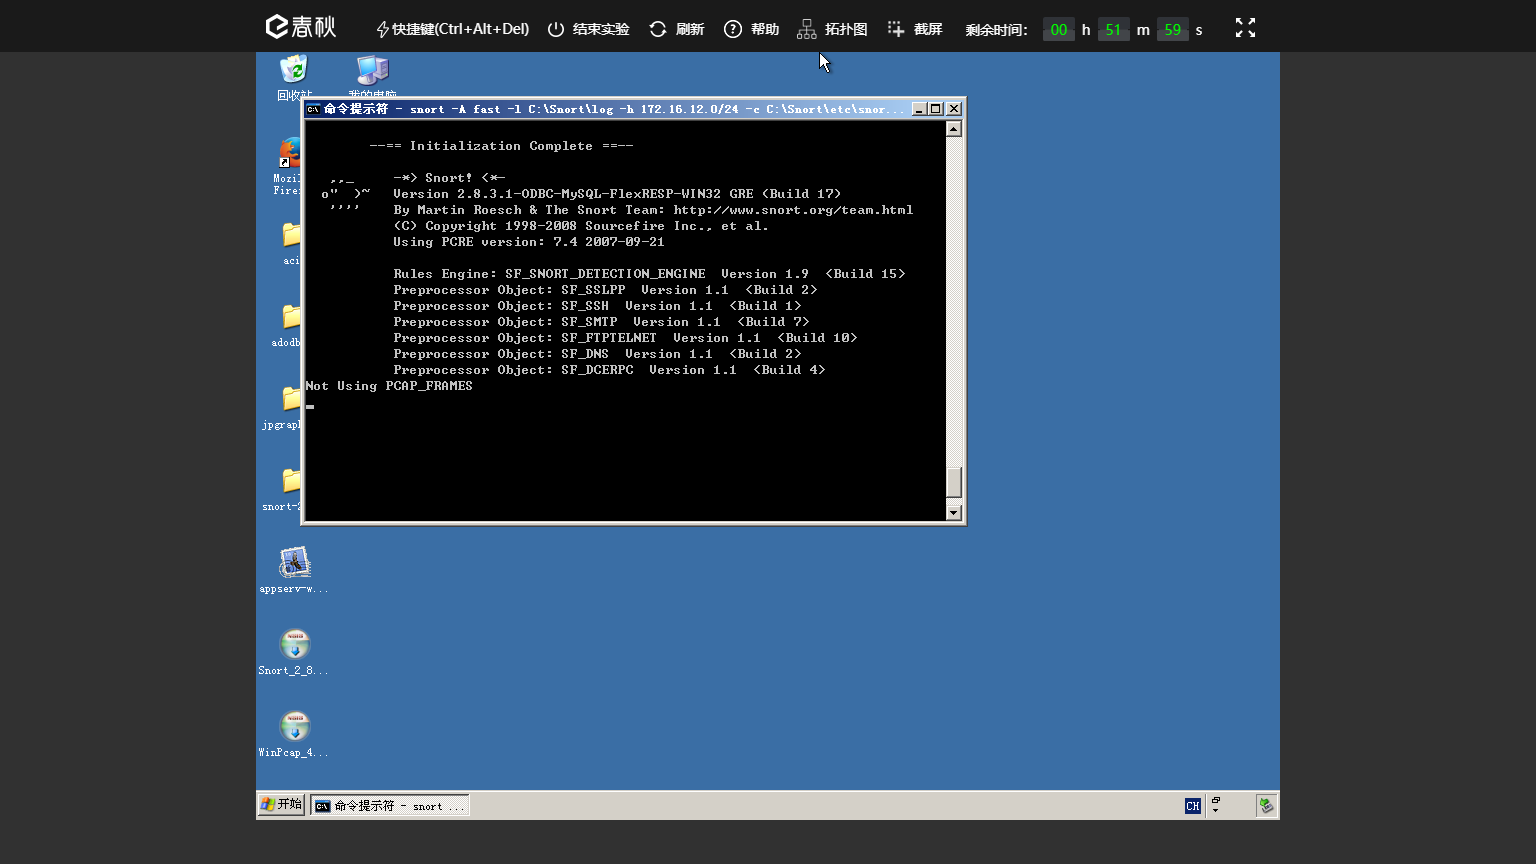 春秋 快捷键(Ctrl+Alt+Del) 结束实验 刷新 帮助 拓扑图 截屏 剩余时间： 00 h 51 m 59 s
回收站 我的电脑
命令提示符 - snort -A fast -l C:\Snort\log -h 172.16.12.0/24 -c C:\Snort\etc\snor...
--== Initialization Complete ==--
,,_ -*> Snort! <*-
o" )~ Version 2.8.3.1-ODBC-MySQL-FlexRESP-WIN32 GRE (Build 17)
'''' By Martin Roesch & The Snort Team: http://www.snort.org/team.html
(C) Copyright 1998-2008 Sourcefire Inc., et al.
Using PCRE version: 7.4 2007-09-21
Rules Engine: SF_SNORT_DETECTION_ENGINE Version 1.9 <Build 15>
Preprocessor Object: SF_SSLPP Version 1.1 <Build 2>
Preprocessor Object: SF_SSH Version 1.1 <Build 1>
Preprocessor Object: SF_SMTP Version 1.1 <Build 7>
Preprocessor Object: SF_FTPTELNET Version 1.1 <Build 10>
Preprocessor Object: SF_DNS Version 1.1 <Build 2>
Preprocessor Object: SF_DCERPC Version 1.1 <Build 4>
Not Using PCAP_FRAMES
Mozil
Firef
aci
adodb
jpgrap
snort-2
appserv-w...
Snort_2_8...
WinPcap_4...
开始 命令提示符 - snort ... CH